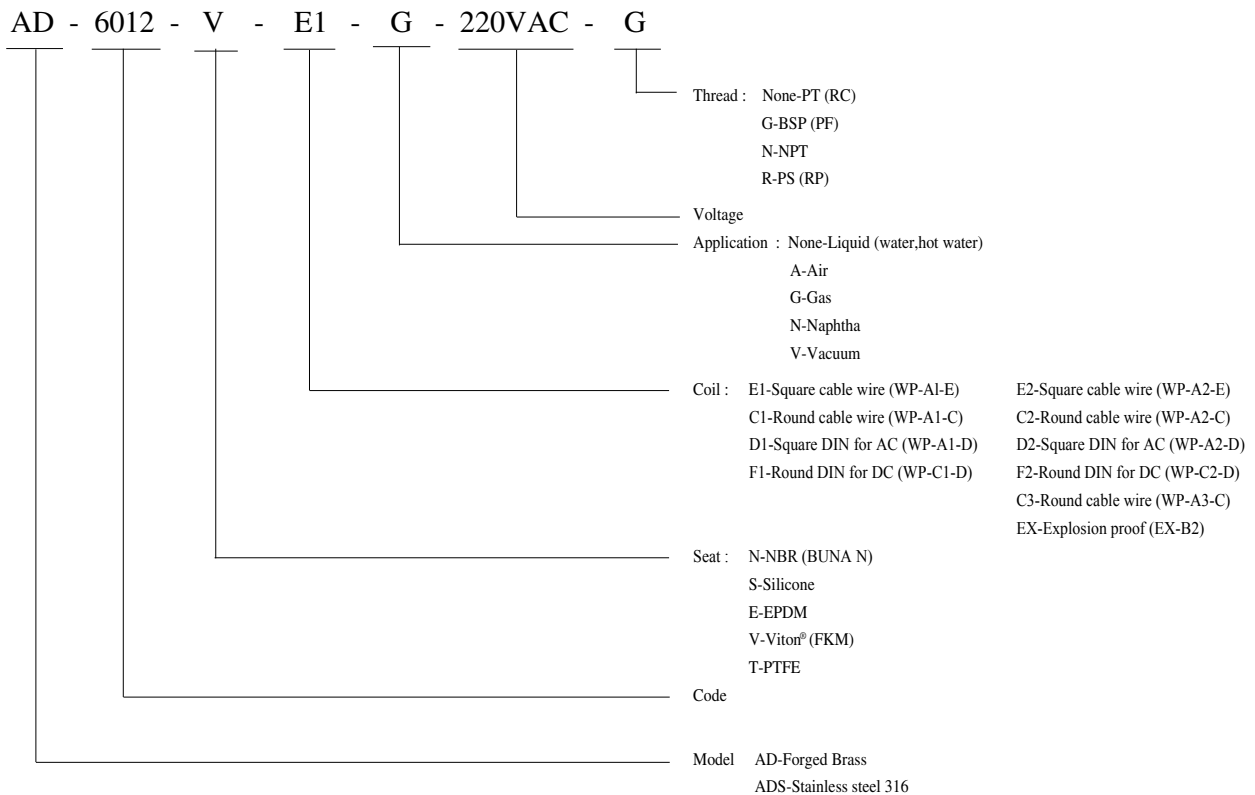 AD - 6012 - V - E1 - G - 220VAC - G
Thread : None-PT (RC)
G-BSP (PF)
N-NPT
R-PS (RP)
Voltage
Application : None-Liquid (water,hot water)
A-Air
G-Gas
N-Naphtha
V-Vacuum
Coil : E1-Square cable wire (WP-Al-E) E2-Square cable wire (WP-A2-E)
C1-Round cable wire (WP-A1-C) C2-Round cable wire (WP-A2-C)
D1-Square DIN for AC (WP-A1-D) D2-Square DIN for AC (WP-A2-D)
F1-Round DIN for DC (WP-C1-D) F2-Round DIN for DC (WP-C2-D)
C3-Round cable wire (WP-A3-C)
EX-Explosion proof (EX-B2)
Seat : N-NBR (BUNA N)
S-Silicone
E-EPDM
V-Viton® (FKM)
T-PTFE
Code
Model AD-Forged Brass
ADS-Stainless steel 316